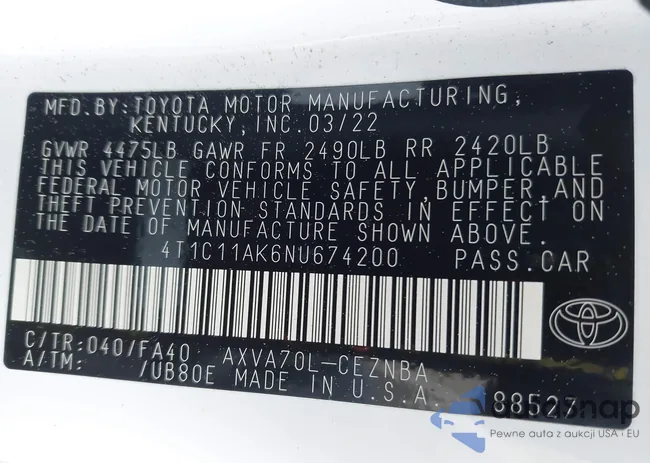 MFD. BY: TOYOTA MOTOR MANUFACTURING,
KENTUCKY, INC. 03/22
GVWR 4475LB GAWR FR 2490LB RR 2420LB
THIS VEHICLE CONFORMS TO ALL APPLICABLE
FEDERAL MOTOR VEHICLE SAFETY, BUMPER, AND
THEFT PREVENTION STANDARDS IN EFFECT ON
THE DATE OF MANUFACTURE SHOWN ABOVE.
4T1C11AK6NU674200 PASS.CAR
C/TR: 040/FA40 AXVA70L-CEZNBA
A/TM: /UB80E MADE IN U.S.A. 88527
autosnap
Pewne auta z aukcji USA i EU